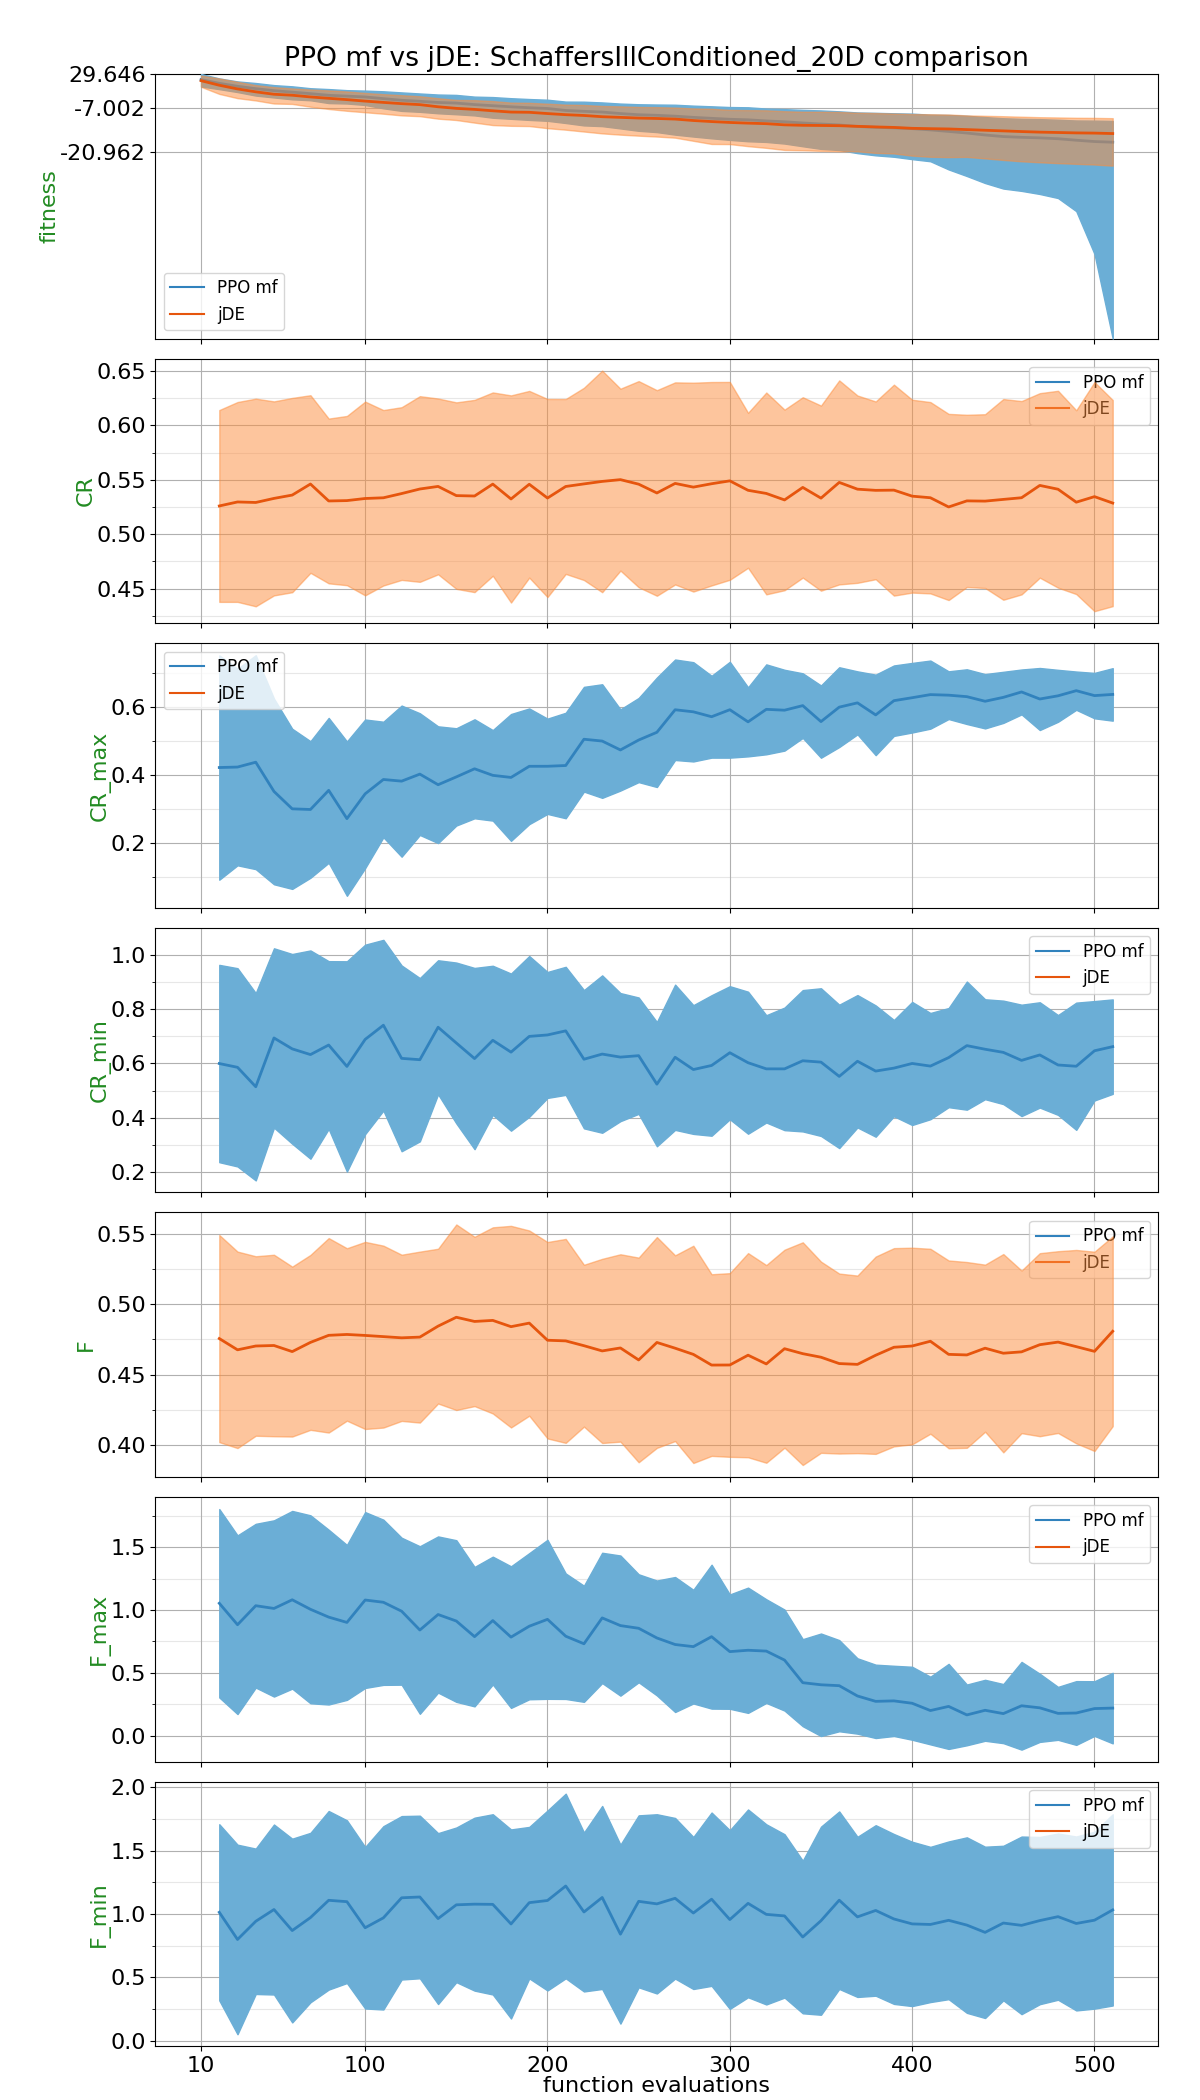 PPO mf vs jDE: SchaffersIllConditioned_20D comparison
29.646
-7.002
-20.962
fitness
PPO mf
jDE
0.65
0.60
0.55
0.50
0.45
CR
PPO mf
jDE
0.6
0.4
0.2
CR_max
PPO mf
jDE
1.0
0.8
0.6
0.4
0.2
CR_min
PPO mf
jDE
0.55
0.50
0.45
0.40
F
PPO mf
jDE
1.5
1.0
0.5
0.0
F_max
PPO mf
jDE
2.0
1.5
1.0
0.5
0.0
F_min
PPO mf
jDE
10 100 200 300 400 500
function evaluations